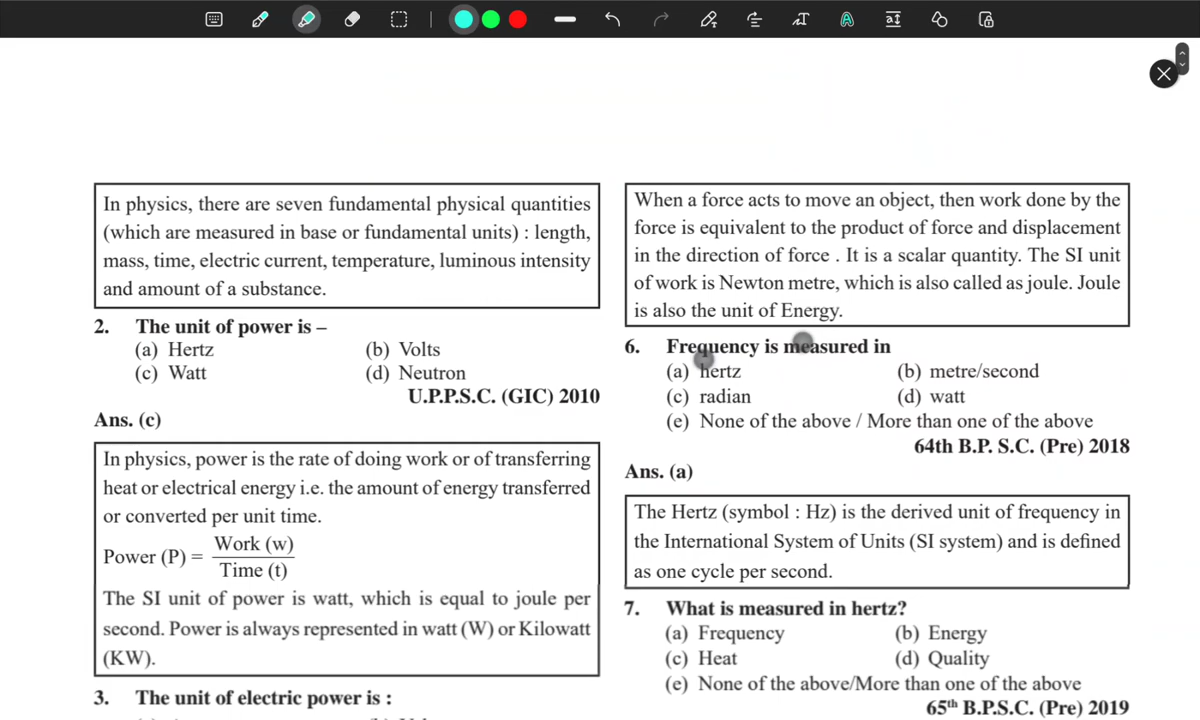 In physics, there are seven fundamental physical quantities
(which are measured in base or fundamental units) : length,
mass, time, electric current, temperature, luminous intensity
and amount of a substance.
2. The unit of power is –
(a) Hertz (b) Volts
(c) Watt (d) Neutron
U.P.P.S.C. (GIC) 2010
Ans. (c)
In physics, power is the rate of doing work or of transferring
heat or electrical energy i.e. the amount of energy transferred
or converted per unit time.
Power (P) = Work (w)
Time (t)
The SI unit of power is watt, which is equal to joule per
second. Power is always represented in watt (W) or Kilowatt
(KW).
3. The unit of electric power is :
When a force acts to move an object, then work done by the
force is equivalent to the product of force and displacement
in the direction of force . It is a scalar quantity. The SI unit
of work is Newton metre, which is also called as joule. Joule
is also the unit of Energy.
6. Frequency is measured in
(a) hertz (b) metre/second
(c) radian (d) watt
(e) None of the above / More than one of the above
64th B.P. S.C. (Pre) 2018
Ans. (a)
The Hertz (symbol : Hz) is the derived unit of frequency in
the International System of Units (SI system) and is defined
as one cycle per second.
7. What is measured in hertz?
(a) Frequency (b) Energy
(c) Heat (d) Quality
(e) None of the above/More than one of the above
65th B.P.S.C. (Pre) 2019